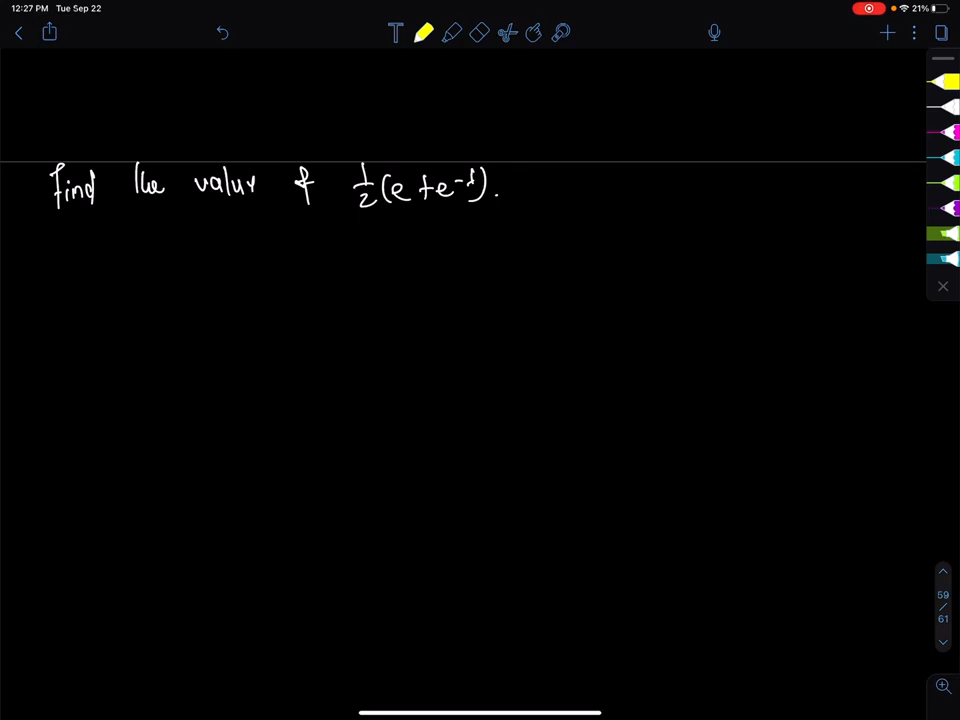 12:27 PM Tue Sep 22
21%
Find the value of 1/2 (e + e^-1).
59
/
61